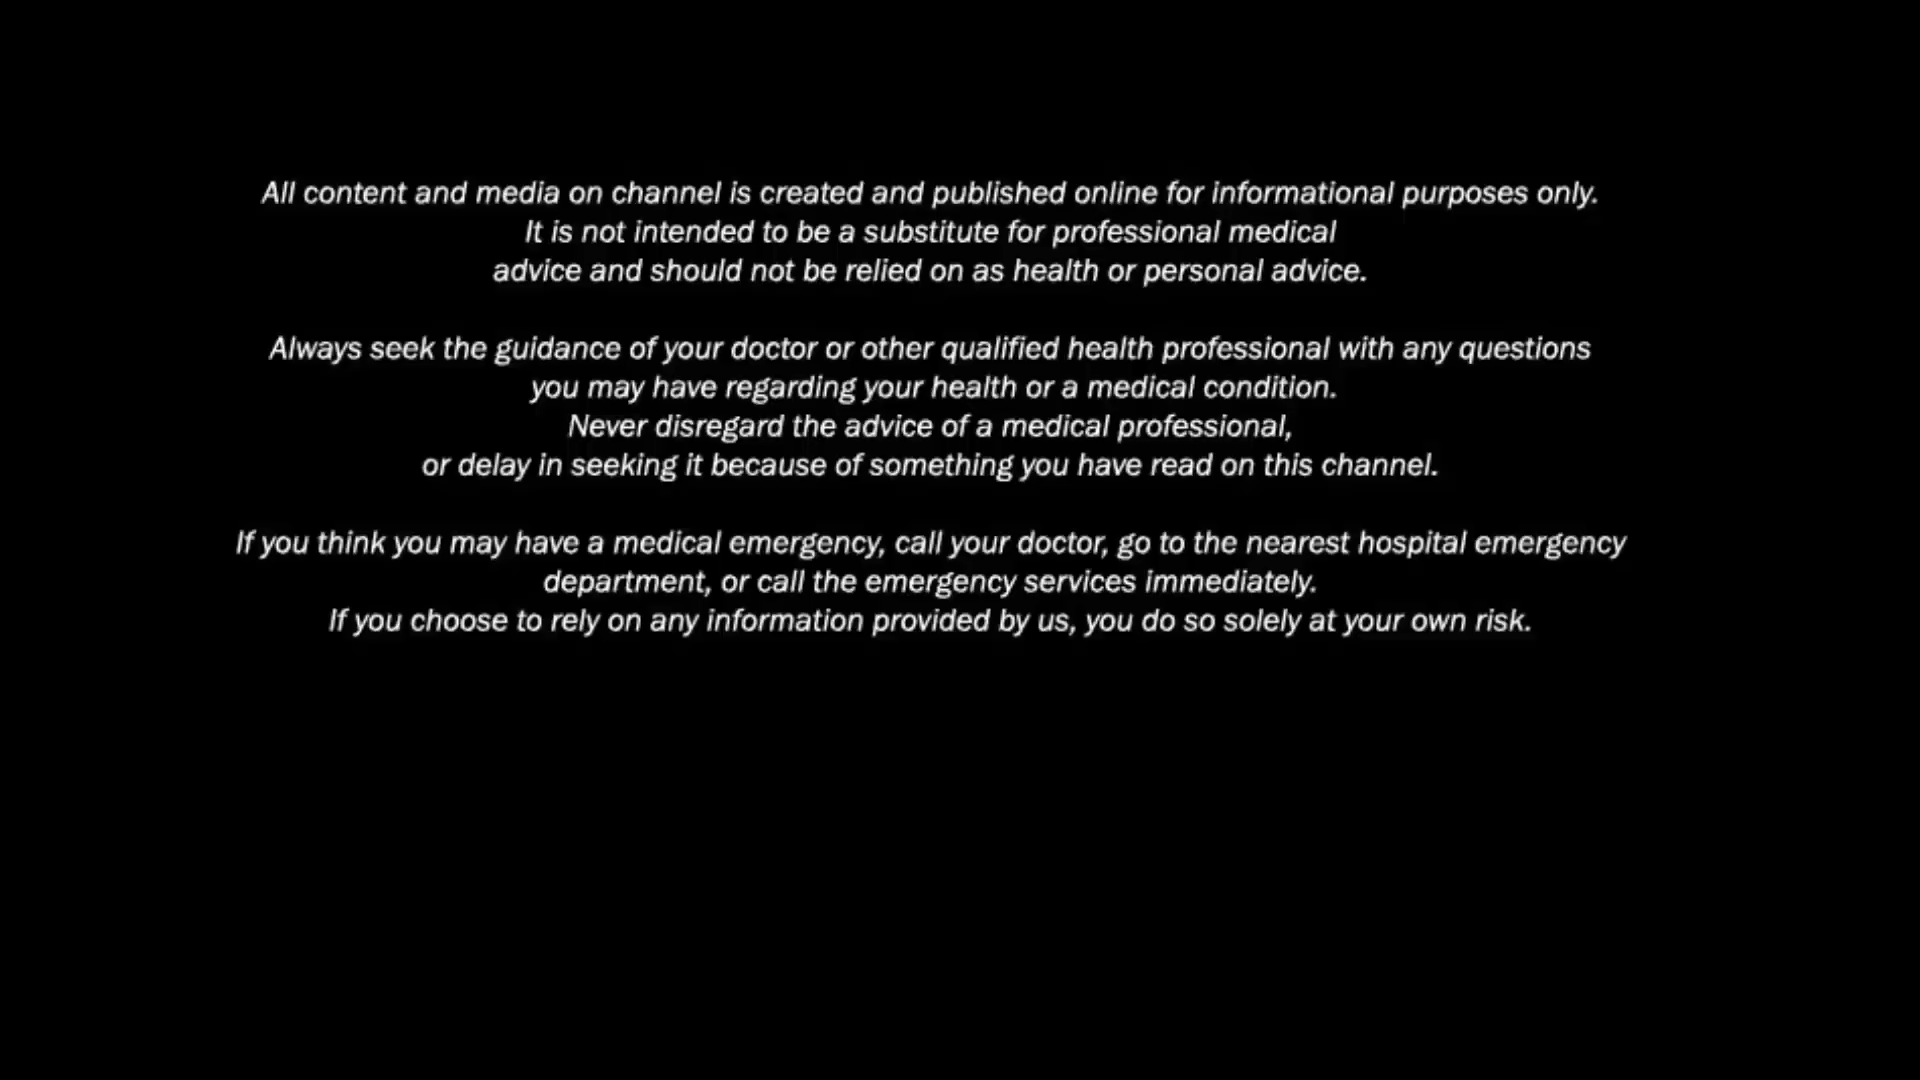 All content and media on channel is created and published online for informational purposes only.
It is not intended to be a substitute for professional medical
advice and should not be relied on as health or personal advice.
Always seek the guidance of your doctor or other qualified health professional with any questions
you may have regarding your health or a medical condition.
Never disregard the advice of a medical professional,
or delay in seeking it because of something you have read on this channel.
If you think you may have a medical emergency, call your doctor, go to the nearest hospital emergency
department, or call the emergency services immediately.
If you choose to rely on any information provided by us, you do so solely at your own risk.